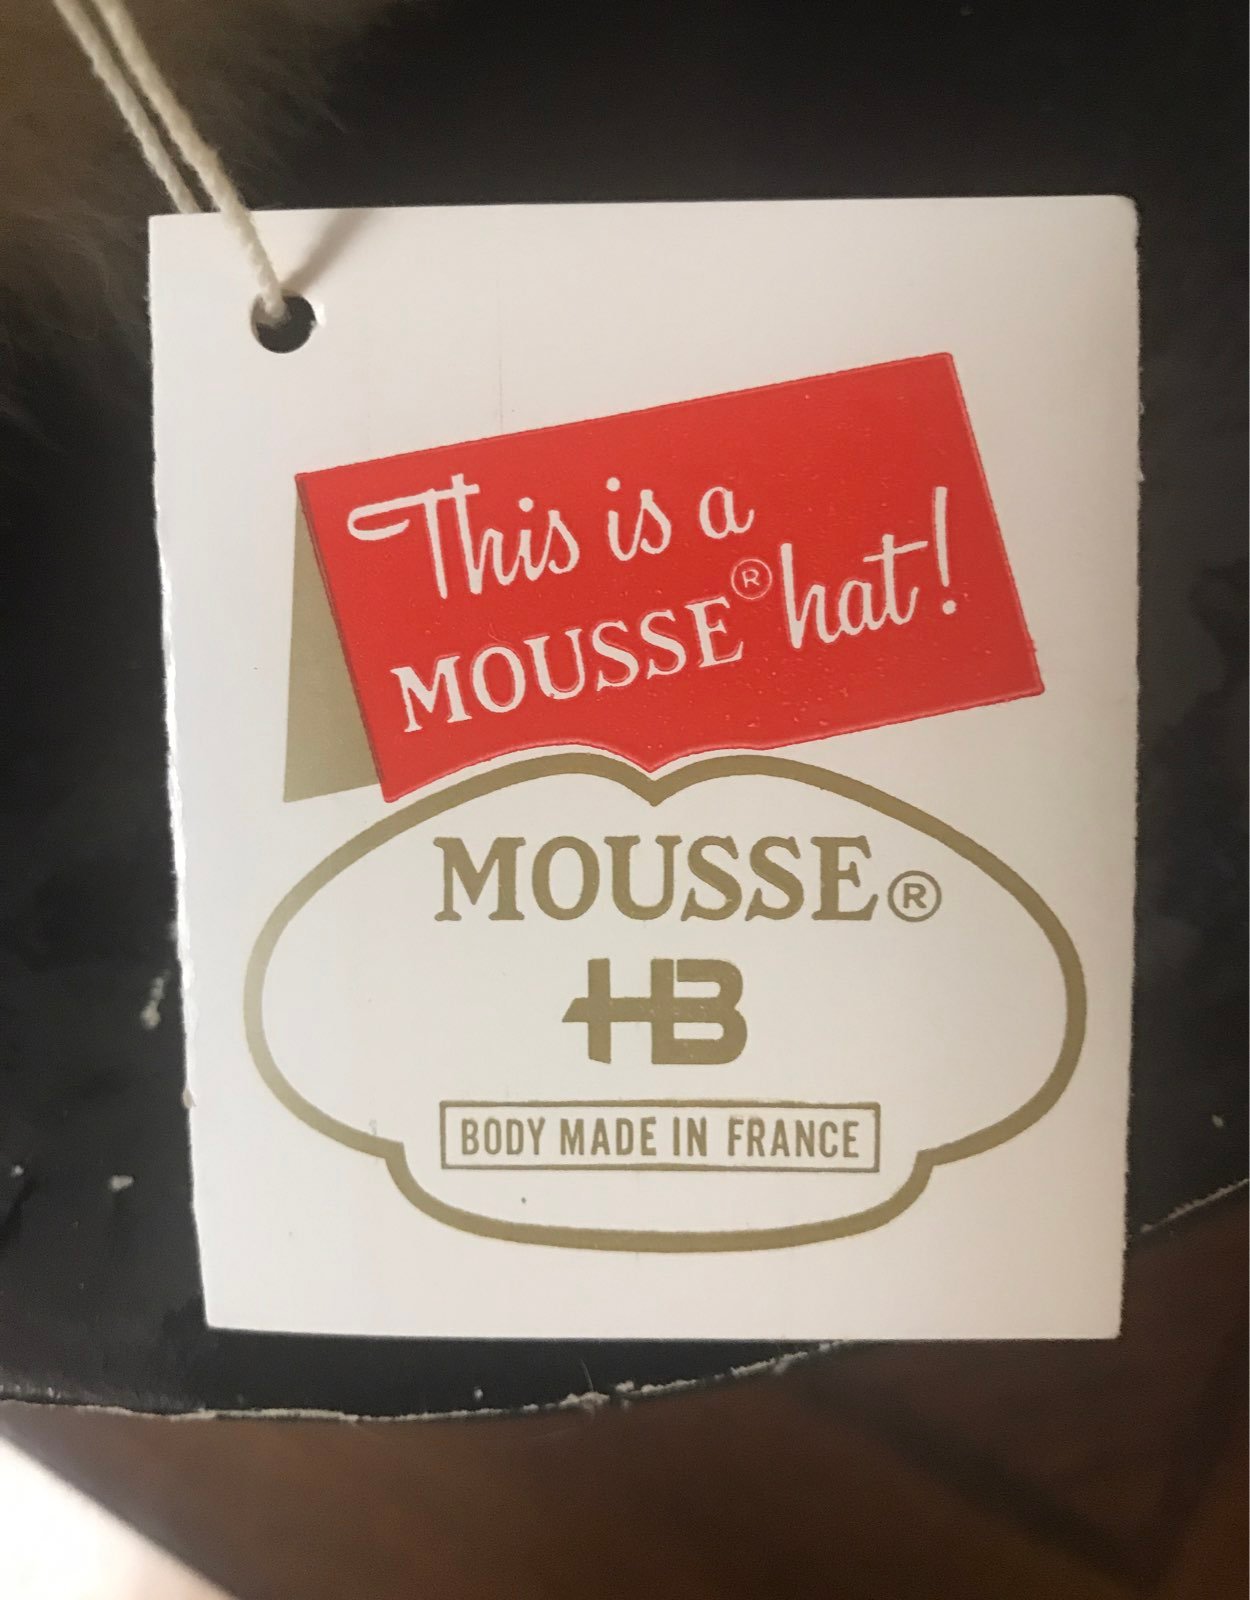 This is a
MOUSSE® hat!
MOUSSE®
HB
BODY MADE IN FRANCE